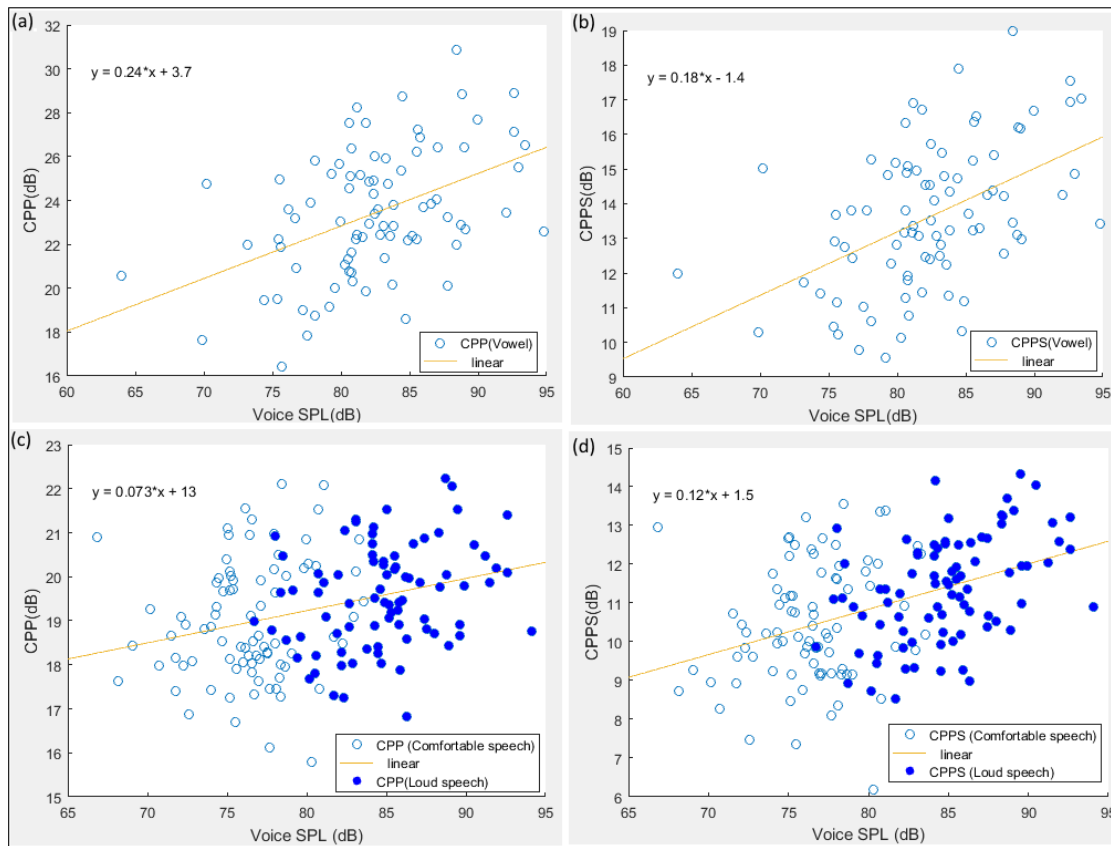 (a)
32
30
28
26
24
22
20
18
16
CPP(dB)
y = 0.24*x + 3.7
CPP(Vowel)
linear
60 65 70 75 80 85 90 95
Voice SPL(dB)
(b)
19
18
17
16
15
14
13
12
11
10
9
CPPS(dB)
y = 0.18*x - 1.4
CPPS(Vowel)
linear
60 65 70 75 80 85 90 95
Voice SPL(dB)
(c)
23
22
21
20
19
18
17
16
15
CPP(dB)
y = 0.073*x + 13
CPP (Comfortable speech)
linear
CPP(Loud speech)
65 70 75 80 85 90 95
Voice SPL (dB)
(d)
15
14
13
12
11
10
9
8
7
6
CPPS(dB)
y = 0.12*x + 1.5
CPPS (Comfortable speech)
linear
CPPS (Loud speech)
65 70 75 80 85 90 95
Voice SPL (dB)